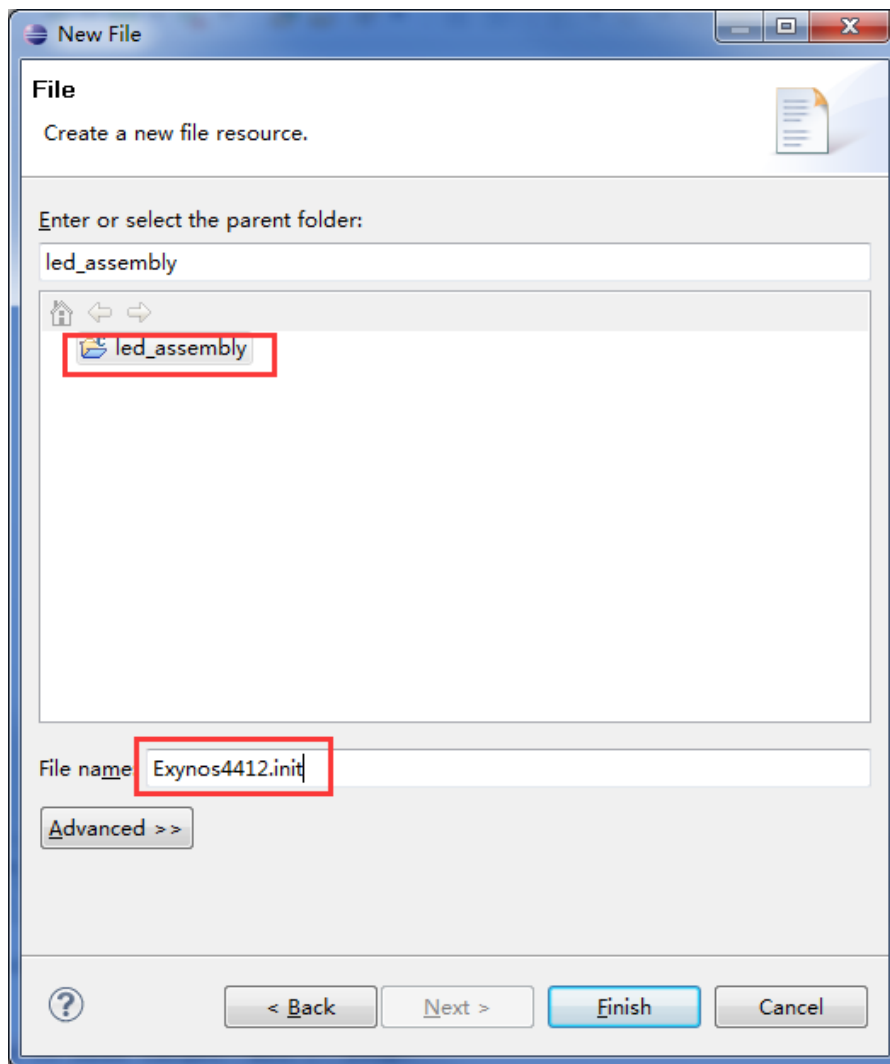 New File
File
Create a new file resource.
Enter or select the parent folder:
led_assembly
led_assembly
File name: Exynos4412.init
Advanced >>
< Back Next > Finish Cancel